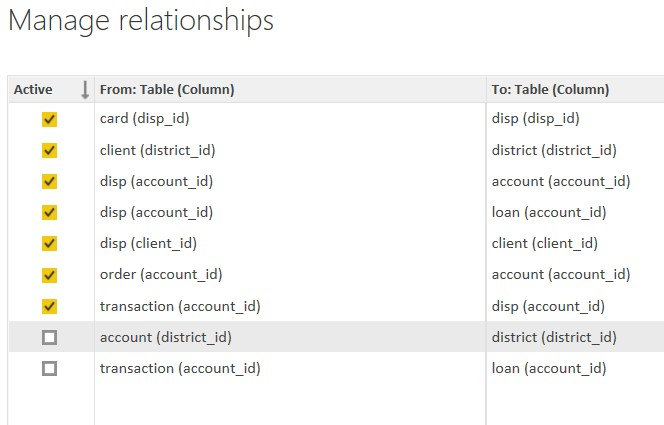 Manage relationships
Active From: Table (Column) To: Table (Column)
card (disp_id) disp (disp_id)
client (district_id) district (district_id)
disp (account_id) account (account_id)
disp (account_id) loan (account_id)
disp (client_id) client (client_id)
order (account_id) account (account_id)
transaction (account_id) disp (account_id)
account (district_id) district (district_id)
transaction (account_id) loan (account_id)